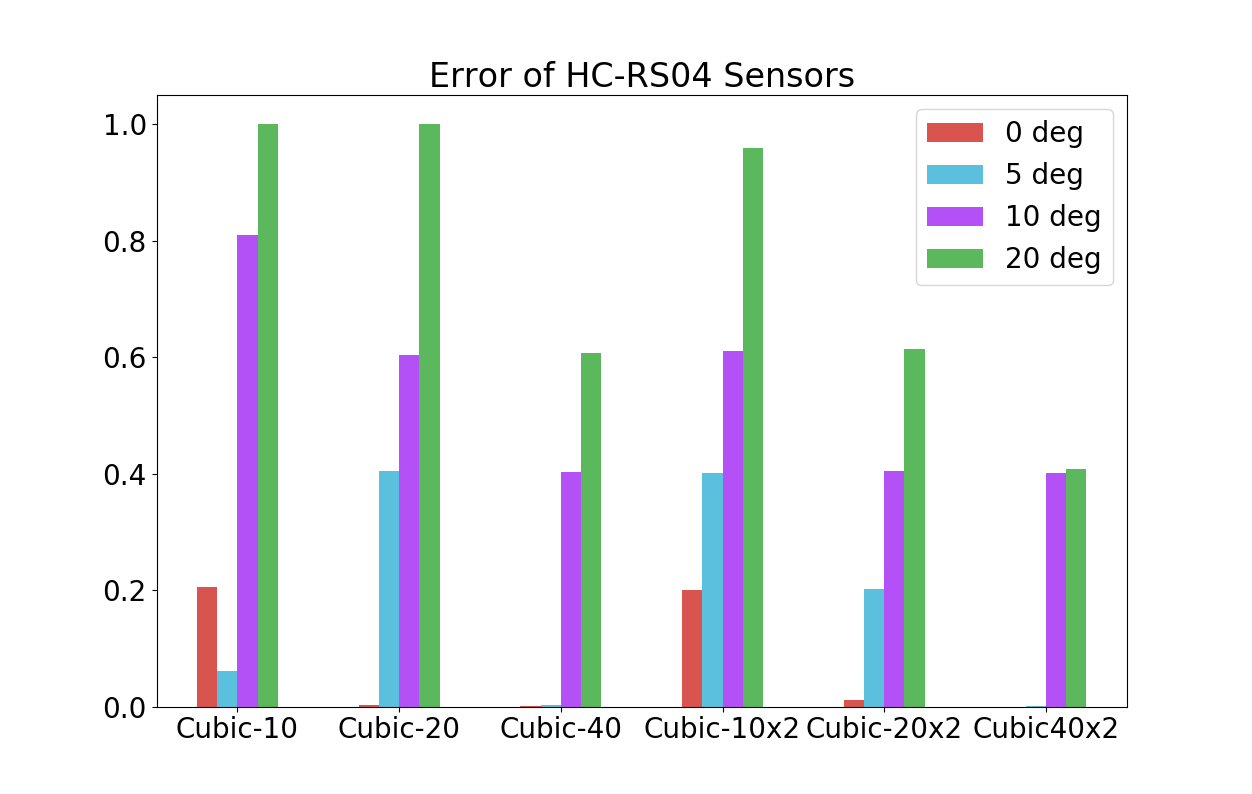 Error of HC-RS04 Sensors
1.0
0.8
0.6
0.4
0.2
0.0
0 deg
5 deg
10 deg
20 deg
Cubic-10 Cubic-20 Cubic-40 Cubic-10x2 Cubic-20x2 Cubic40x2